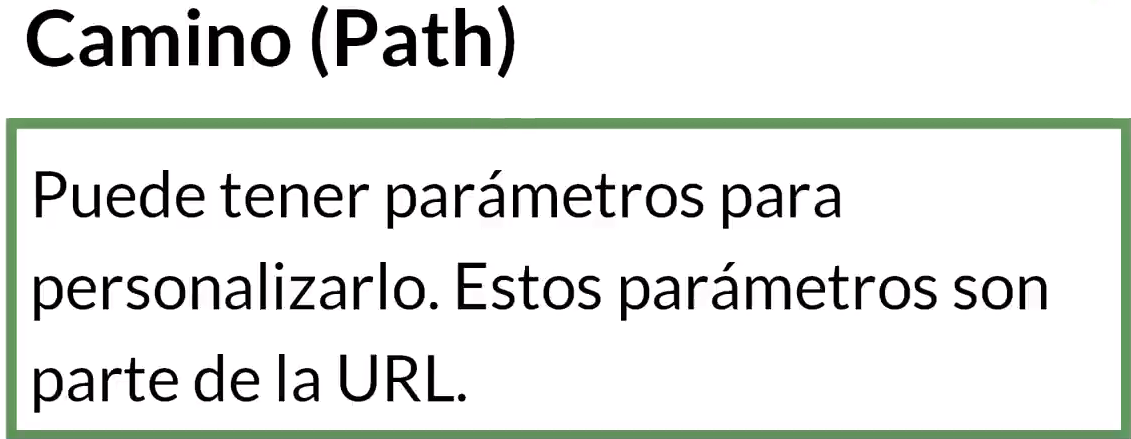 Camino (Path)
Puede tener parámetros para
personalizarlo. Estos parámetros son
parte de la URL.